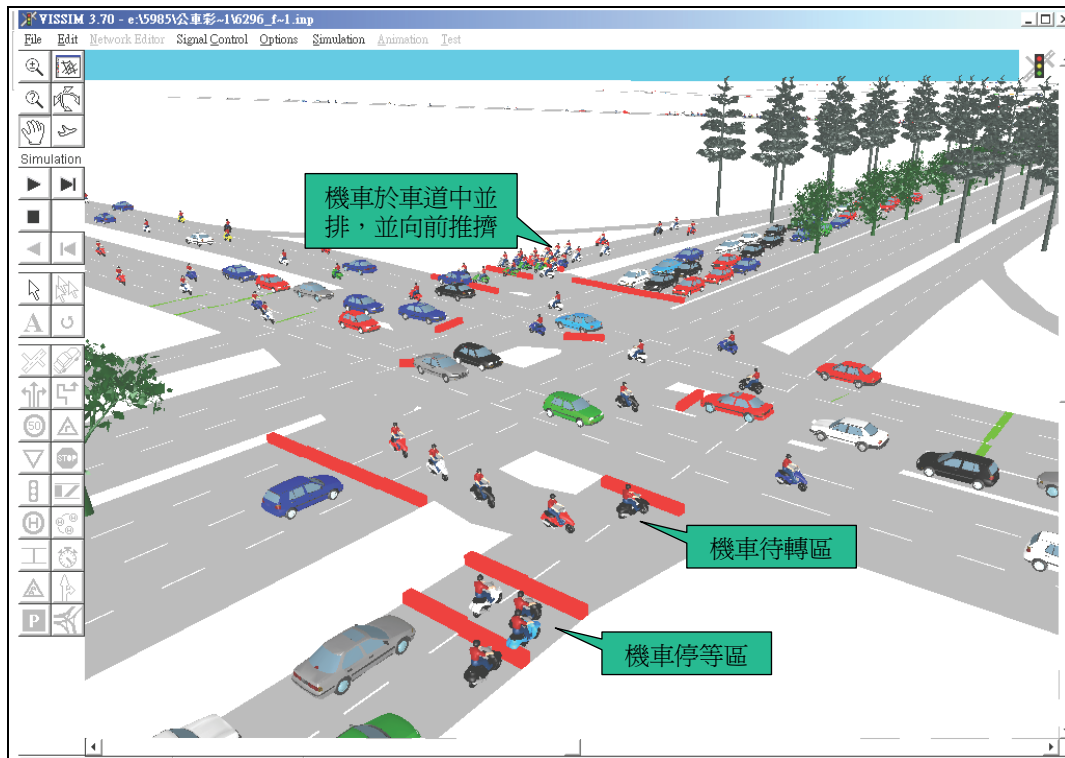 VISSIM 3.70 - e:\5985\公車彩~1\6296_f~1.inp
File Edit Network Editor Signal Control Options Simulation Animation Test
Simulation
機車於車道中並
排，並向前推擠
A
50
STOP
H
P
機車待轉區
機車停等區